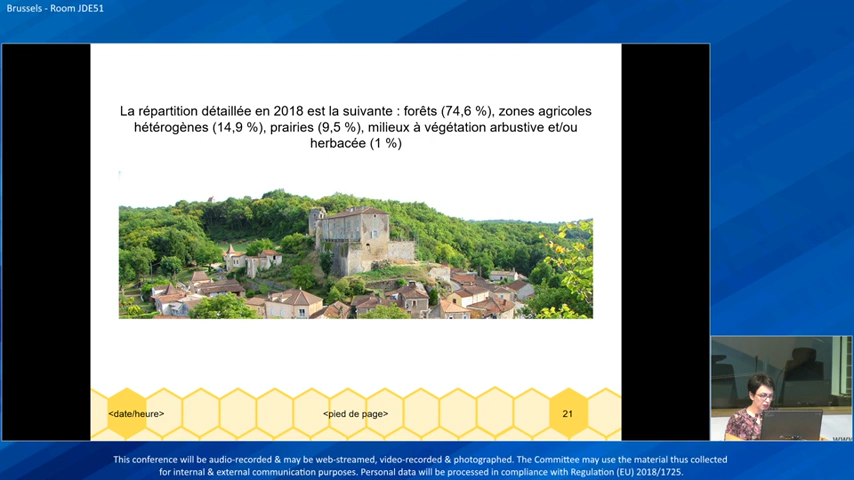 Brussels - Room JDE51
La répartition détaillée en 2018 est la suivante : forêts (74,6 %), zones agricoles
hétérogènes (14,9 %), prairies (9,5 %), milieux à végétation arbustive et/ou
herbacée (1 %)
<date/heure>
<pied de page>
21
This conference will be audio-recorded & may be web-streamed, video-recorded & photographed. The Committee may use the material thus collected
for internal & external communication purposes. Personal data will be processed in compliance with Regulation (EU) 2018/1725.